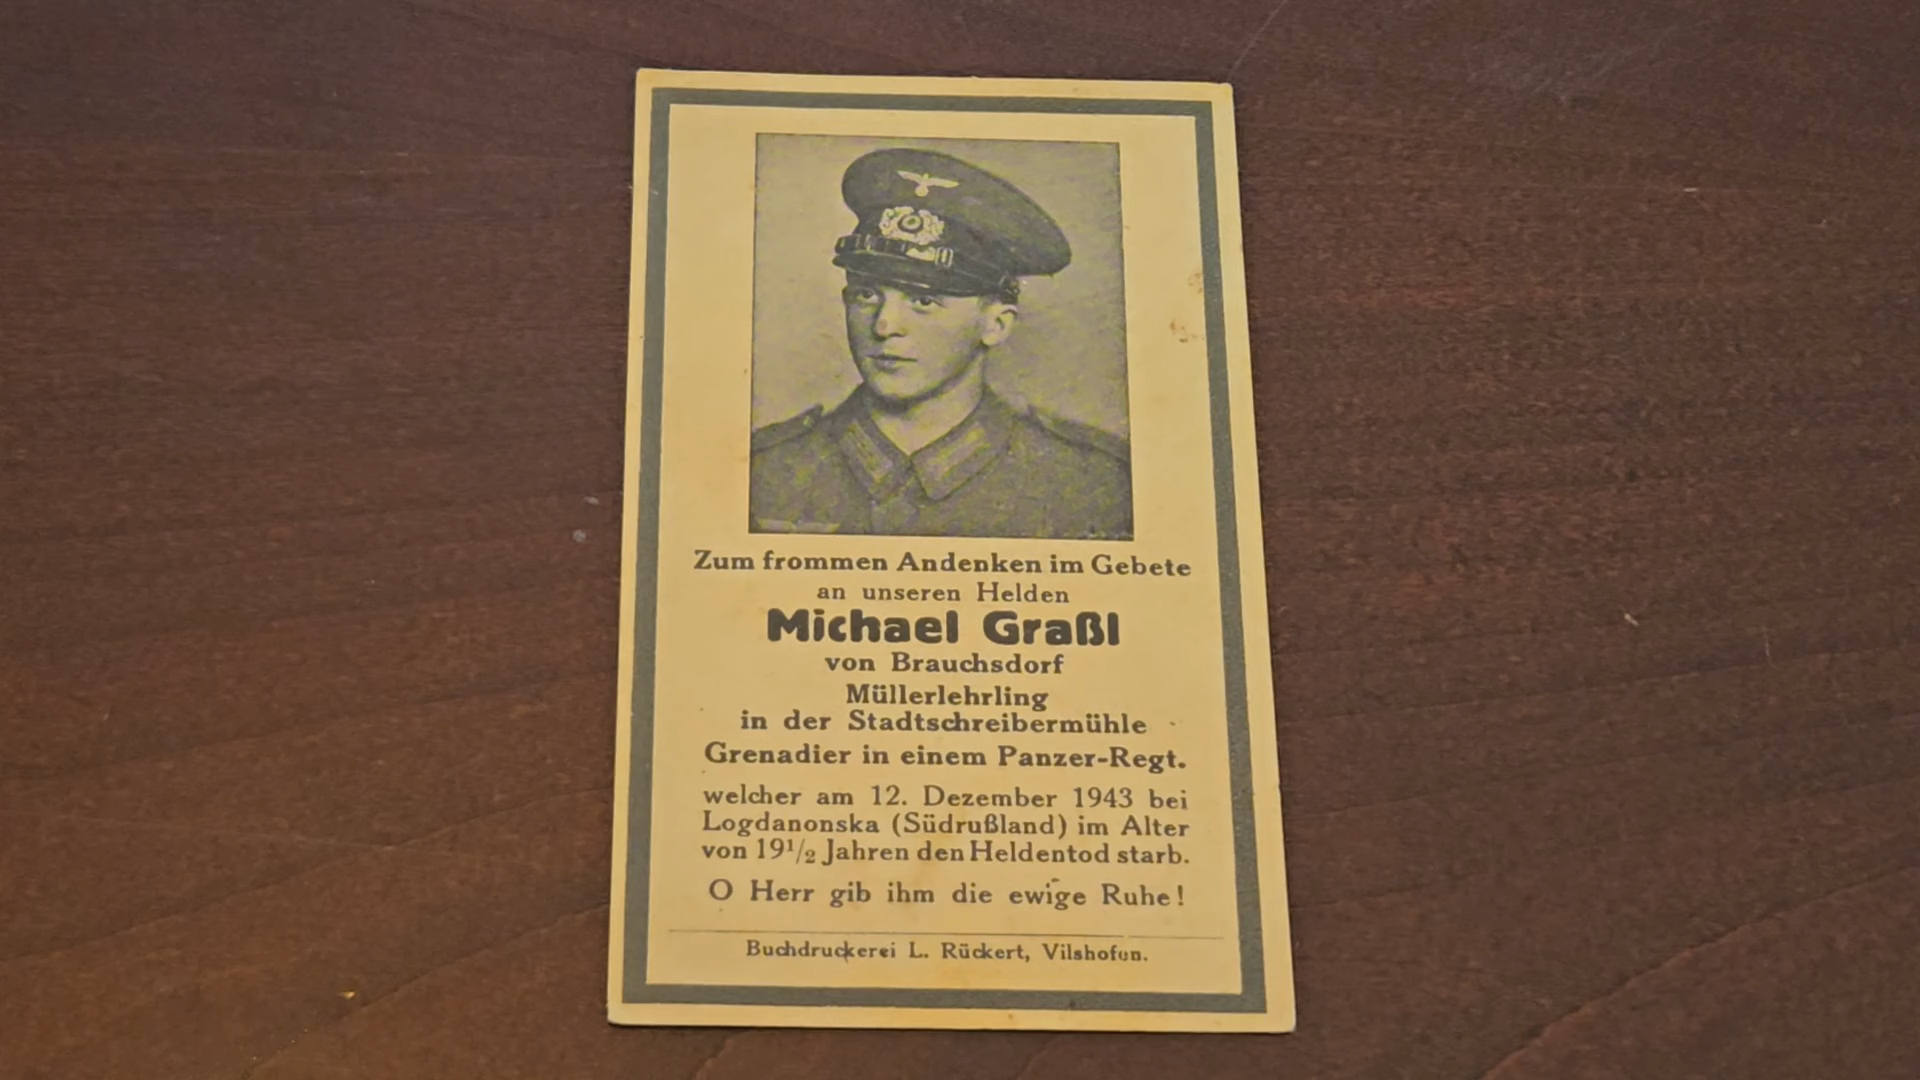 Zum frommen Andenken im Gebete
an unseren Helden
Michael Graßl
von Brauchsdorf
Müllerlehrling
in der Stadtschreibermühle
Grenadier in einem Panzer-Regt.
welcher am 12. Dezember 1943 bei
Logdanonska (Südrußland) im Alter
von 19½ Jahren den Heldentod starb.
O Herr gib ihm die ewige Ruhe!
Buchdruckerei L. Rückert, Vilshofen.